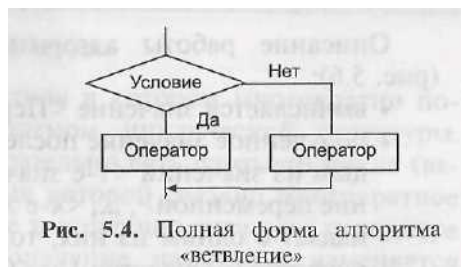 Условие
Нет
Да
Оператор
Оператор
Рис. 5.4. Полная форма алгоритма
«ветвление»